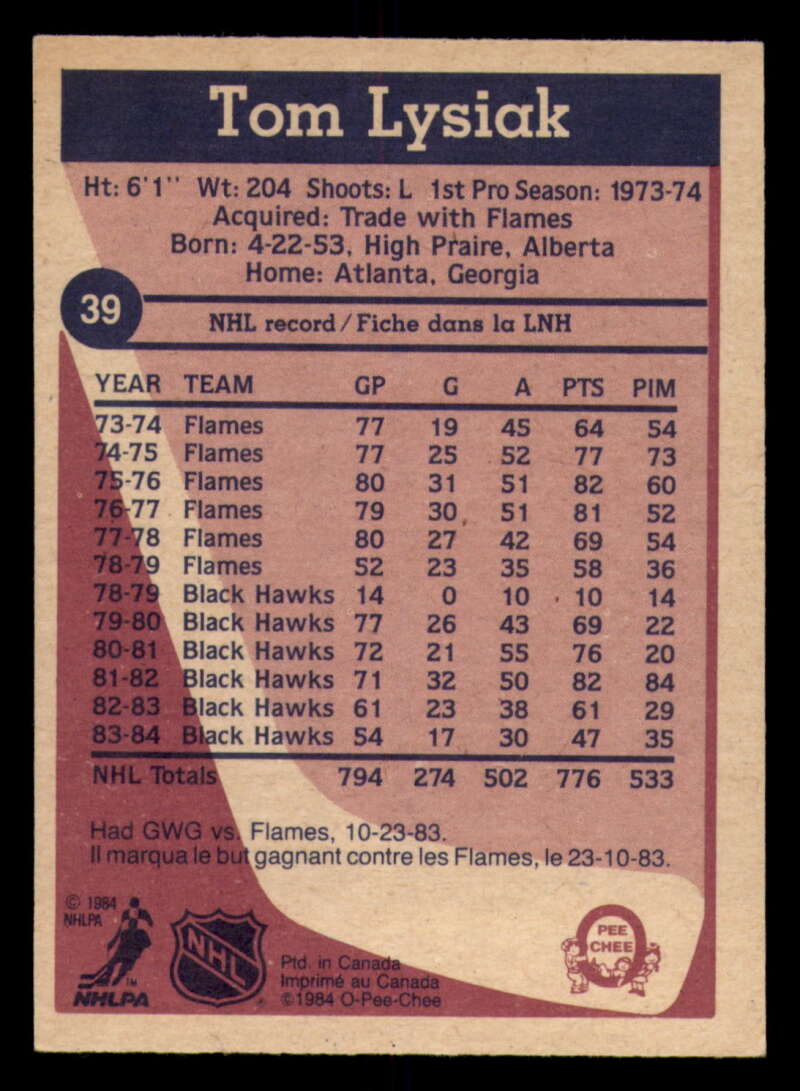 Tom Lysiak
Ht: 6'1" Wt: 204 Shoots: L 1st Pro Season: 1973-74
Acquired: Trade with Flames
Born: 4-22-53, High Praire, Alberta
Home: Atlanta, Georgia
39
NHL record/Fiche dans la LNH
YEAR TEAM GP G A PTS PIM
73-74 Flames 77 19 45 64 54
74-75 Flames 77 25 52 77 73
75-76 Flames 80 31 51 82 60
76-77 Flames 79 30 51 81 52
77-78 Flames 80 27 42 69 54
78-79 Flames 52 23 35 58 36
78-79 Black Hawks 14 0 10 10 14
79-80 Black Hawks 77 26 43 69 22
80-81 Black Hawks 72 21 55 76 20
81-82 Black Hawks 71 32 50 82 84
82-83 Black Hawks 61 23 38 61 29
83-84 Black Hawks 54 17 30 47 35
NHL Totals 794 274 502 776 533
Had GWG vs. Flames, 10-23-83.
Il marqua le but gagnant contre les Flames, le 23-10-83.
© 1984
NHLPA
TM
NHLPA
NHL
Ptd. in Canada
Imprimé au Canada
©1984 O-Pee-Chee
PEE
CHEE